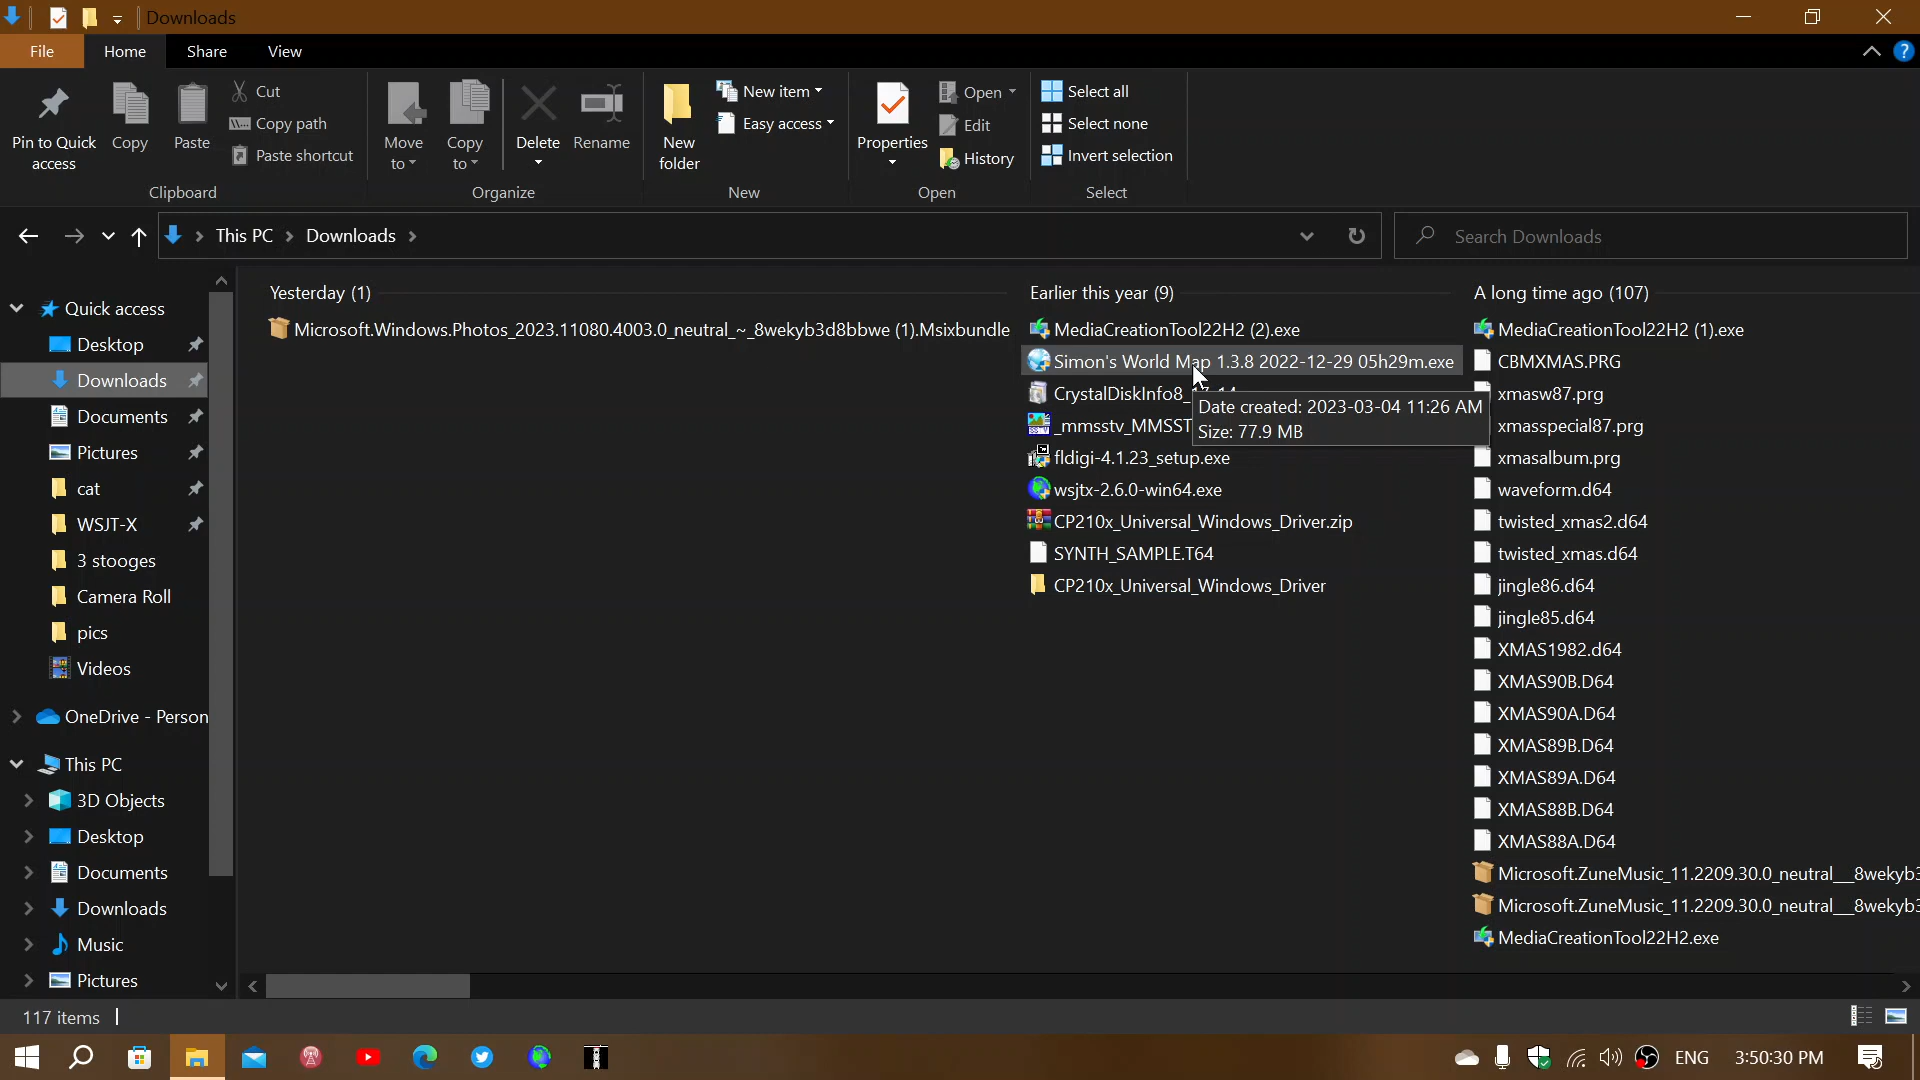 Downloads
File
Home
Share
View
Pin to Quick access
Copy
Paste
Cut
Copy path
Paste shortcut
Clipboard
Move to
Copy to
Delete
Rename
Organize
New folder
New item
Easy access
New
Properties
Open
Edit
History
Open
Select all
Select none
Invert selection
Select
This PC
Downloads
Search Downloads
Quick access
Desktop
Downloads
Documents
Pictures
cat
WSJT-X
3 stooges
Camera Roll
pics
Videos
OneDrive - Person
This PC
3D Objects
Desktop
Documents
Downloads
Music
Pictures
Yesterday (1)
Microsoft.Windows.Photos_2023.11080.4003.0_neutral_~_8wekyb3d8bbwe (1).Msixbundle
Earlier this year (9)
MediaCreationTool22H2 (2).exe
Simon's World Map 1.3.8 2022-12-29 05h29m.exe
CrystalDiskInfo8_
Date created: 2023-03-04 11:26 AM
Size: 77.9 MB
_mmsstv_MMSST
fldigi-4.1.23_setup.exe
wsjtx-2.6.0-win64.exe
CP210x_Universal_Windows_Driver.zip
SYNTH_SAMPLE.T64
CP210x_Universal_Windows_Driver
A long time ago (107)
MediaCreationTool22H2 (1).exe
CBMXMAS.PRG
xmasw87.prg
xmasspecial87.prg
xmasalbum.prg
waveform.d64
twisted_xmas2.d64
twisted_xmas.d64
jingle86.d64
jingle85.d64
XMAS1982.d64
XMAS90B.D64
XMAS90A.D64
XMAS89B.D64
XMAS89A.D64
XMAS88B.D64
XMAS88A.D64
Microsoft.ZuneMusic_11.2209.30.0_neutral__8wekyb3
Microsoft.ZuneMusic_11.2209.30.0_neutral__8wekyb3
MediaCreationTool22H2.exe
117 items
ENG
3:50:30 PM